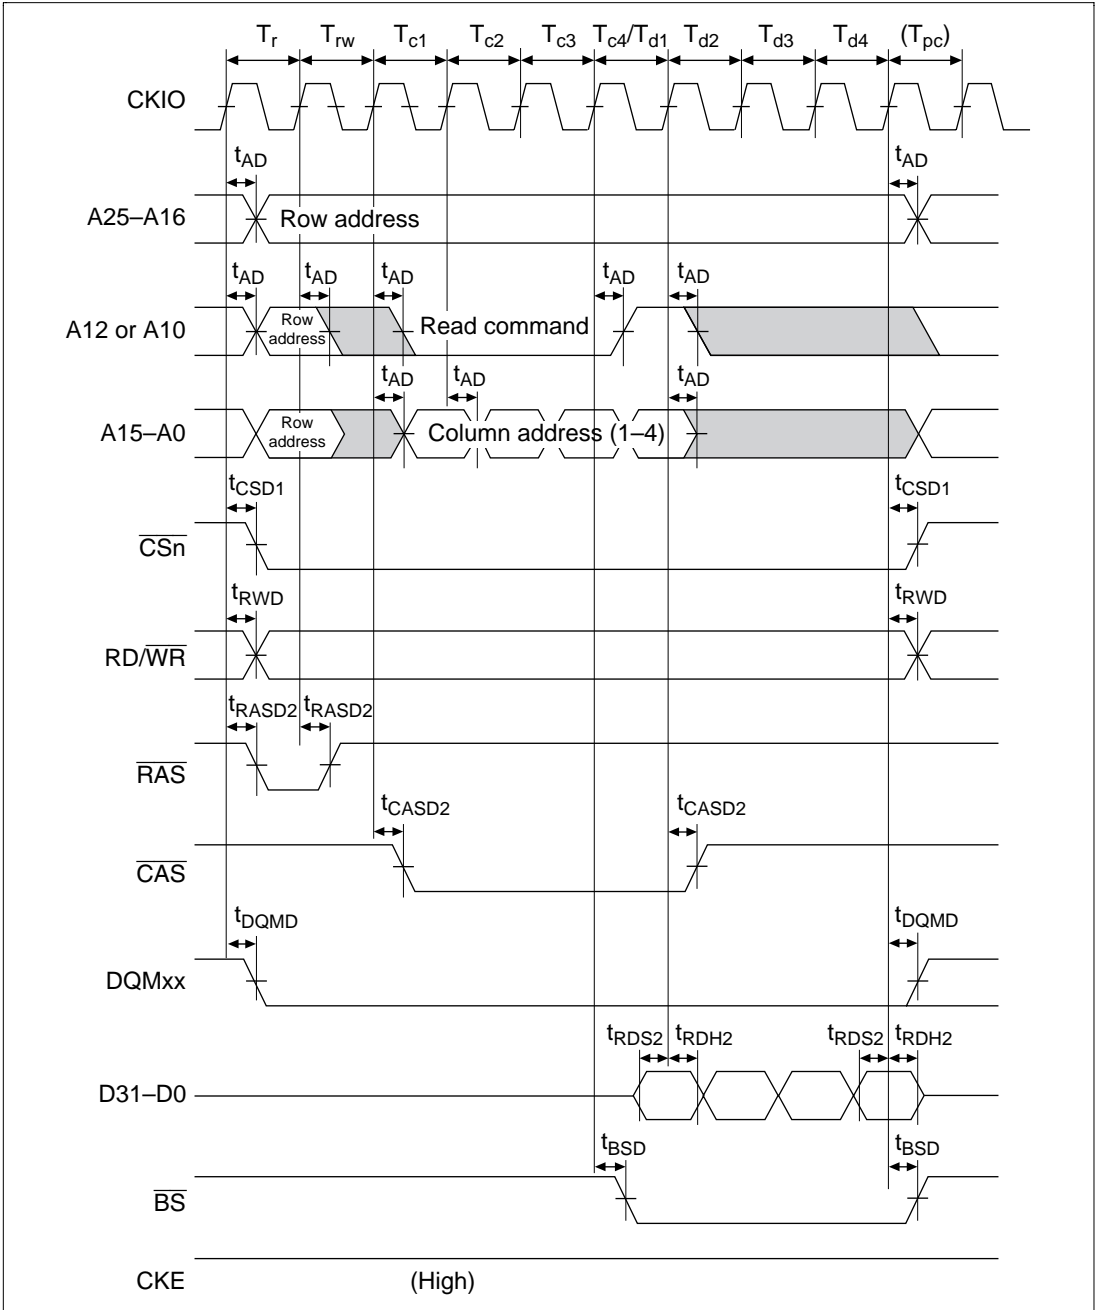 Tr Trw Tc1 Tc2 Tc3 Tc4/Td1 Td2 Td3 Td4 (Tpc)
CKIO
tAD tAD
A25–A16 Row address
tAD tAD tAD tAD tAD
A12 or A10 Row address Read command
tAD tAD tAD
A15–A0 Row address Column address (1–4)
tCSD1 tCSD1
CSn
tRWD tRWD
RD/WR
tRASD2 tRASD2
RAS
tCASD2 tCASD2
CAS
tDQMD tDQMD
DQMxx
tRDS2 tRDH2 tRDS2 tRDH2
D31–D0
tBSD tBSD
BS
CKE (High)